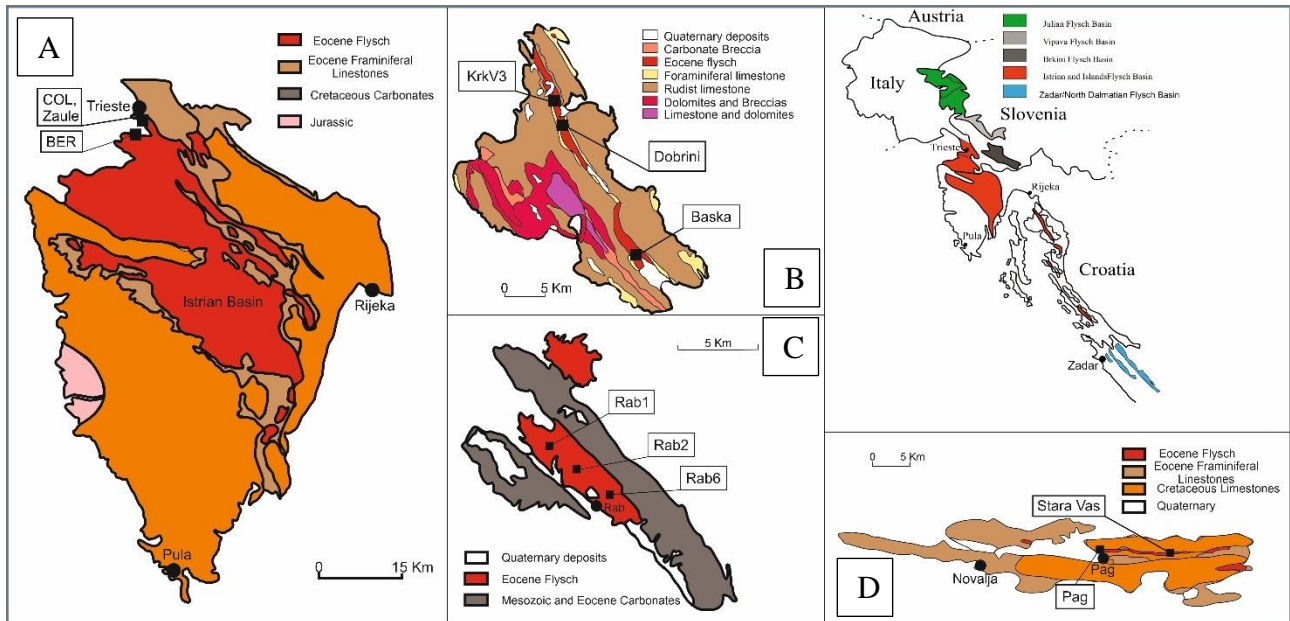 A
Eocene Flysch
Eocene Framiniferal
Linestones
Cretaceous Carbonates
Jurassic
COL,
Zaule
Trieste
BER
Istrian Basin
Rijeka
Pula
0 15 Km
Quaternary deposits
Carbonate Breccia
Eocene flysch
Foraminiferal limestone
Rudist limestone
Dolomites and Breccias
Limestone and dolomites
KrkV3
Dobrini
Baska
0 5 Km
B
5 Km
C
Rab1
Rab2
Rab6
Rab
Quaternary deposits
Eocene Flysch
Mesozoic and Eocene Carbonates
Austria
Italy
Slovenia
Croatia
Julian Flysch Basin
Vipava Flysch Basin
Brkini Flysch Basin
Istrian and IslandsFlysch Basin
Zadar/North Dalmatian Flysch Basin
Trieste
Rijeka
Pula
Zadar
0 5 Km
Eocene Flysch
Eocene Framiniferal
Linestones
Cretaceous Limestones
Quaternary
Stara Vas
Novalja
Pag
Pag
D